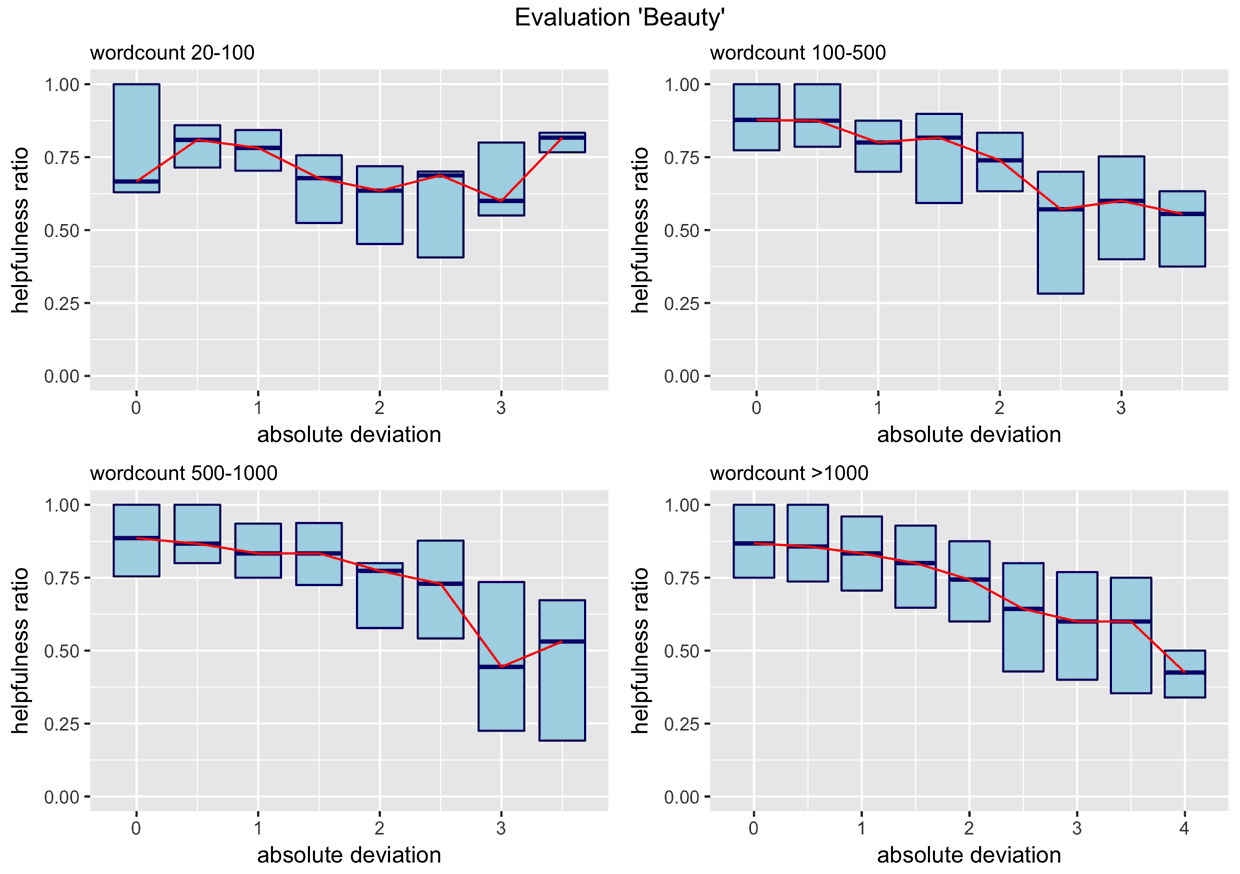 Evaluation 'Beauty'
wordcount 20-100
1.00
0.75
0.50
0.25
0.00
helpfulness ratio
0 1 2 3
absolute deviation
wordcount 100-500
1.00
0.75
0.50
0.25
0.00
helpfulness ratio
0 1 2 3
absolute deviation
wordcount 500-1000
1.00
0.75
0.50
0.25
0.00
helpfulness ratio
0 1 2 3
absolute deviation
wordcount >1000
1.00
0.75
0.50
0.25
0.00
helpfulness ratio
0 1 2 3 4
absolute deviation